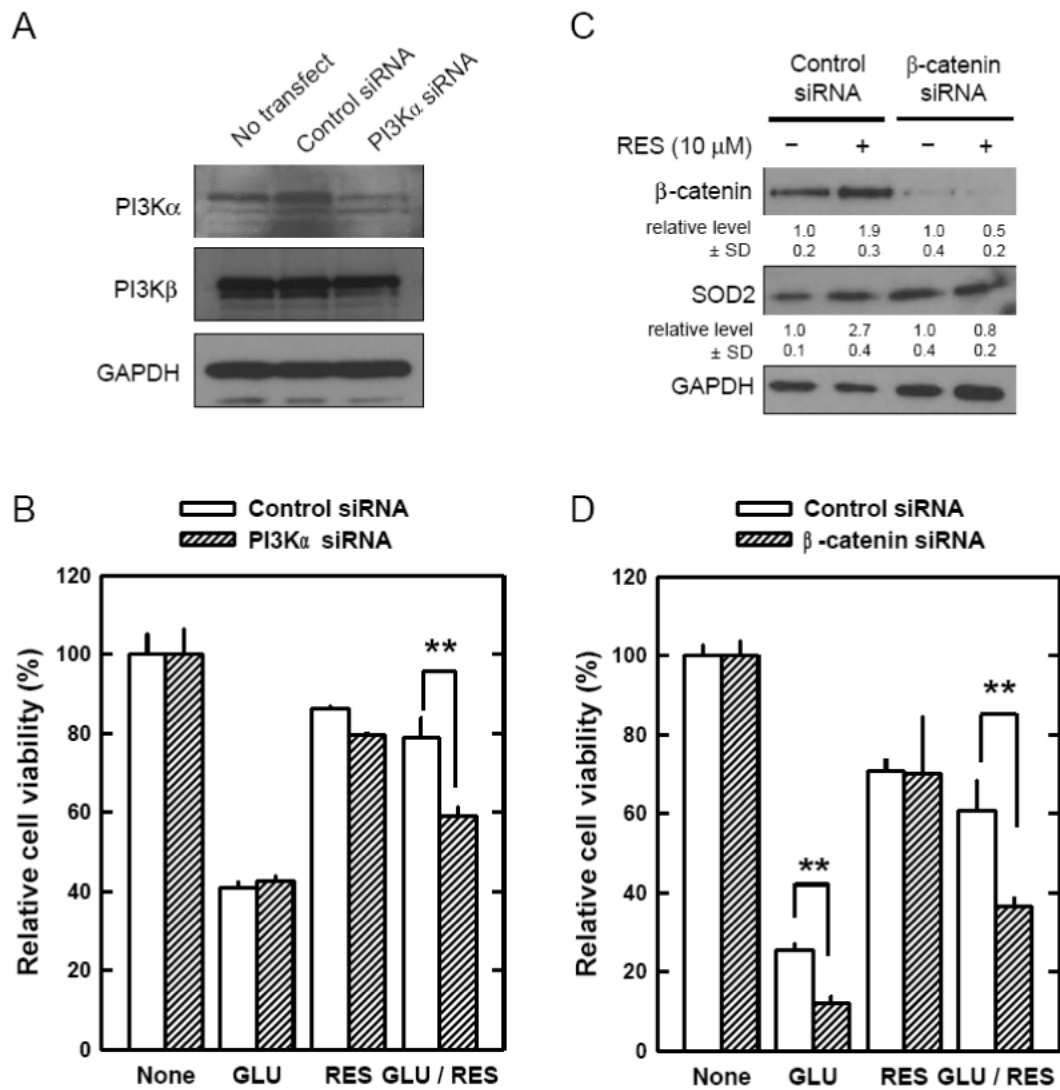 A
No transfect
Control siRNA
PI3Kα siRNA
PI3Kα
PI3Kβ
GAPDH
C
Control siRNA
β-catenin siRNA
RES (10 μM) − + − +
β-catenin
relative level 1.0 1.9 1.0 0.5
± SD 0.2 0.3 0.4 0.2
SOD2
relative level 1.0 2.7 1.0 0.8
± SD 0.1 0.4 0.4 0.2
GAPDH
B
Control siRNA
PI3Kα siRNA
Relative cell viability (%)
120
100
80
60
40
20
0
**
None GLU RES GLU / RES
D
Control siRNA
β-catenin siRNA
Relative cell viability (%)
120
100
80
60
40
20
0
**
**
None GLU RES GLU / RES